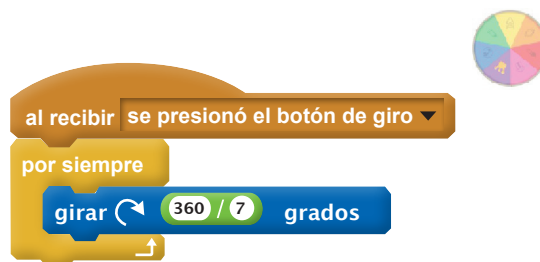 al recibir se presionó el botón de giro
por siempre
girar 360 / 7 grados